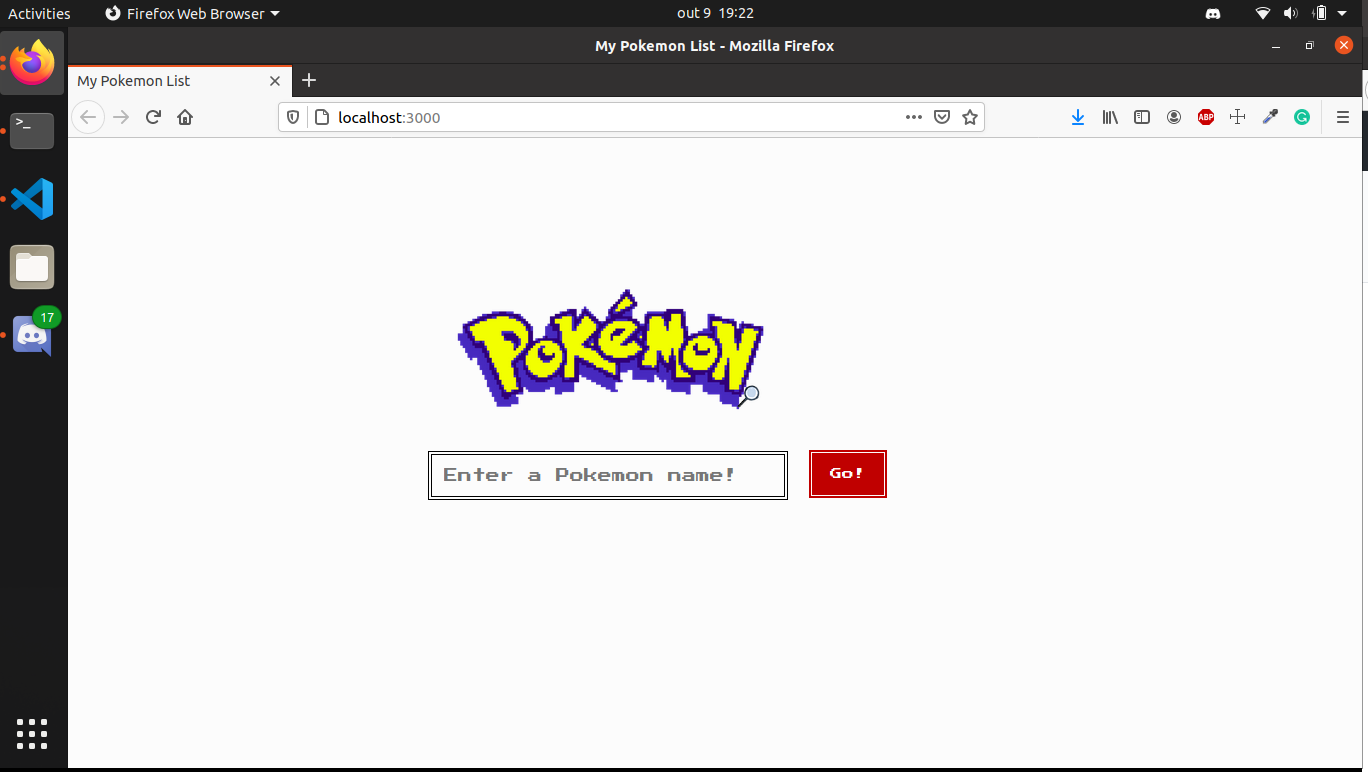 Activities
Firefox Web Browser
out 9 19:22
My Pokemon List - Mozilla Firefox
My Pokemon List
localhost:3000
ABP
>_
17
POKéMON
Enter a Pokemon name!
Go!